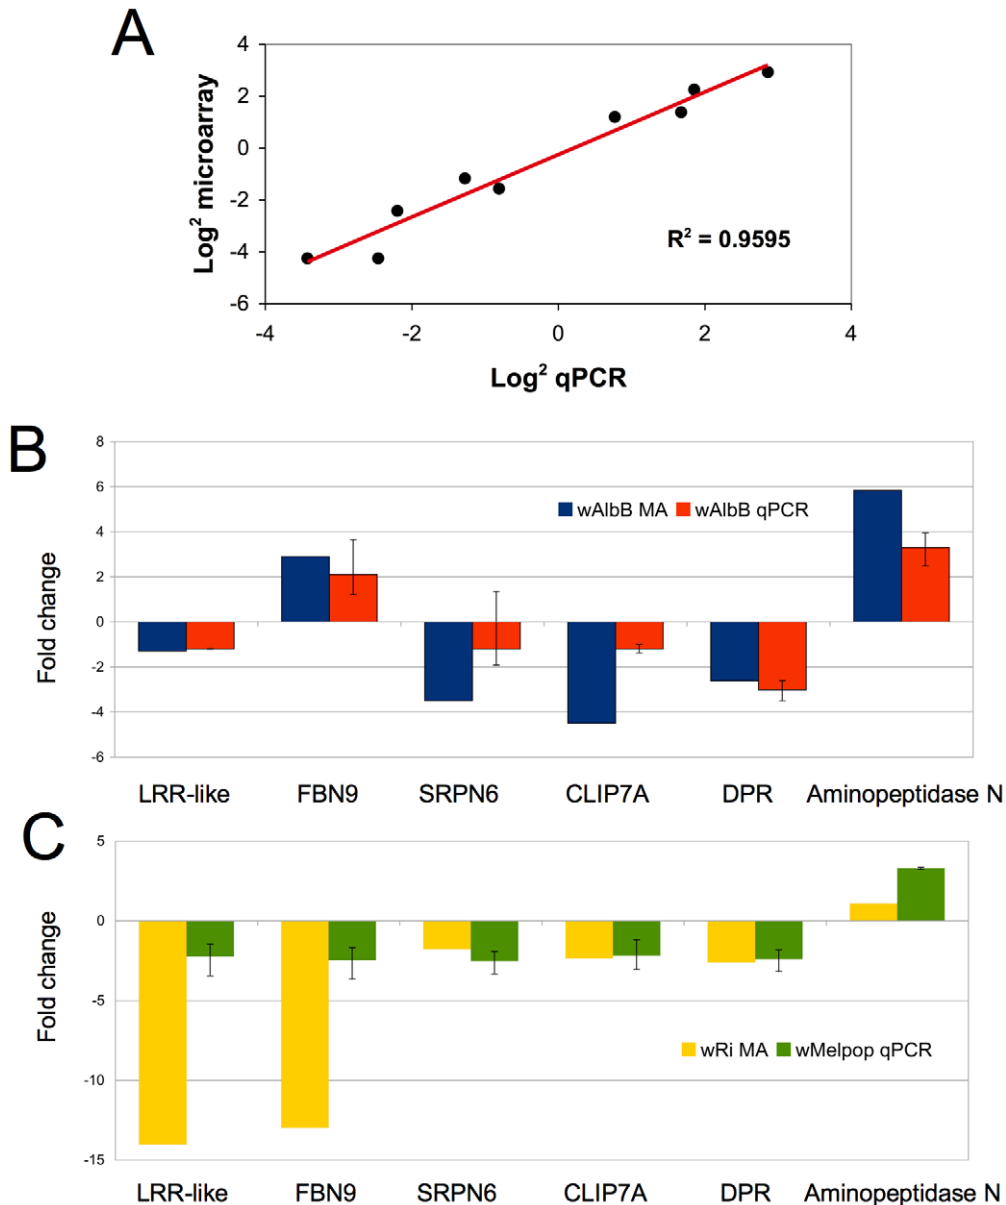 A
4
2
0
-2
-4
-6
Log² microarray
R² = 0.9595
-4
-2
0
2
4
Log² qPCR
B
8
6
4
2
0
-2
-4
-6
Fold change
wAlbB MA
wAlbB qPCR
LRR-like
FBN9
SRPN6
CLIP7A
DPR
Aminopeptidase N
C
5
0
-5
-10
-15
Fold change
wRi MA
wMelpop qPCR
LRR-like
FBN9
SRPN6
CLIP7A
DPR
Aminopeptidase N